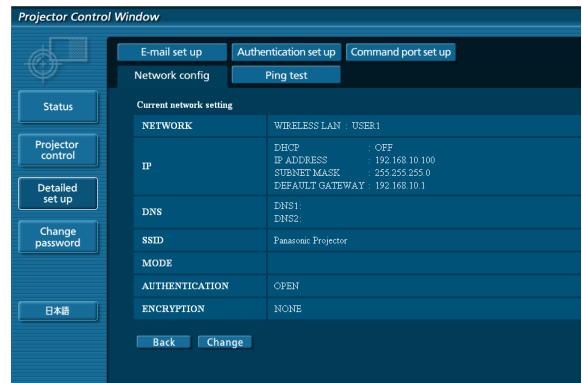 Projector Control Window
E-mail set up
Authentication set up
Command port set up
Network config
Ping test
Status
Projector
control
Detailed
set up
Change
password
日本語
Current network setting
NETWORK WIRELESS LAN : USER1
IP
DHCP : OFF
IP ADDRESS : 192.168.10.100
SUBNET MASK : 255.255.255.0
DEFAULT GATEWAY : 192.168.10.1
DNS
DNS1:
DNS2:
SSID Panasonic Projector
MODE
AUTHENTICATION OPEN
ENCRYPTION NONE
Back Change